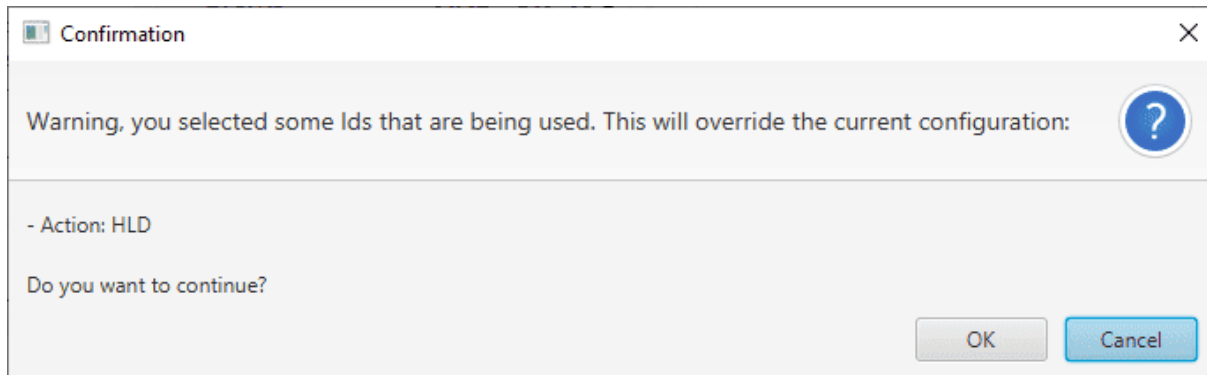 Confirmation
Warning, you selected some Ids that are being used. This will override the current configuration:
?
- Action: HLD
Do you want to continue?
OK
Cancel